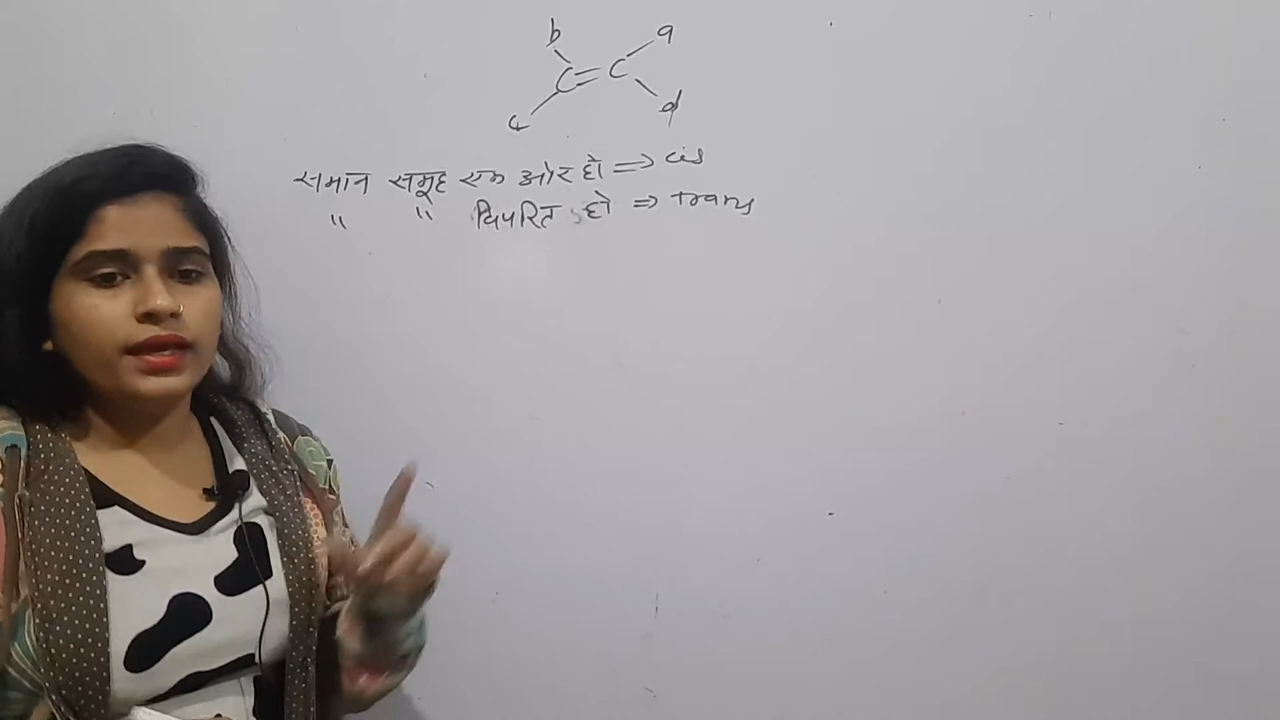 b a
C=C
a d
समान समूह एक ओर हो ⇒ cis
" " विपरित हो ⇒ trans